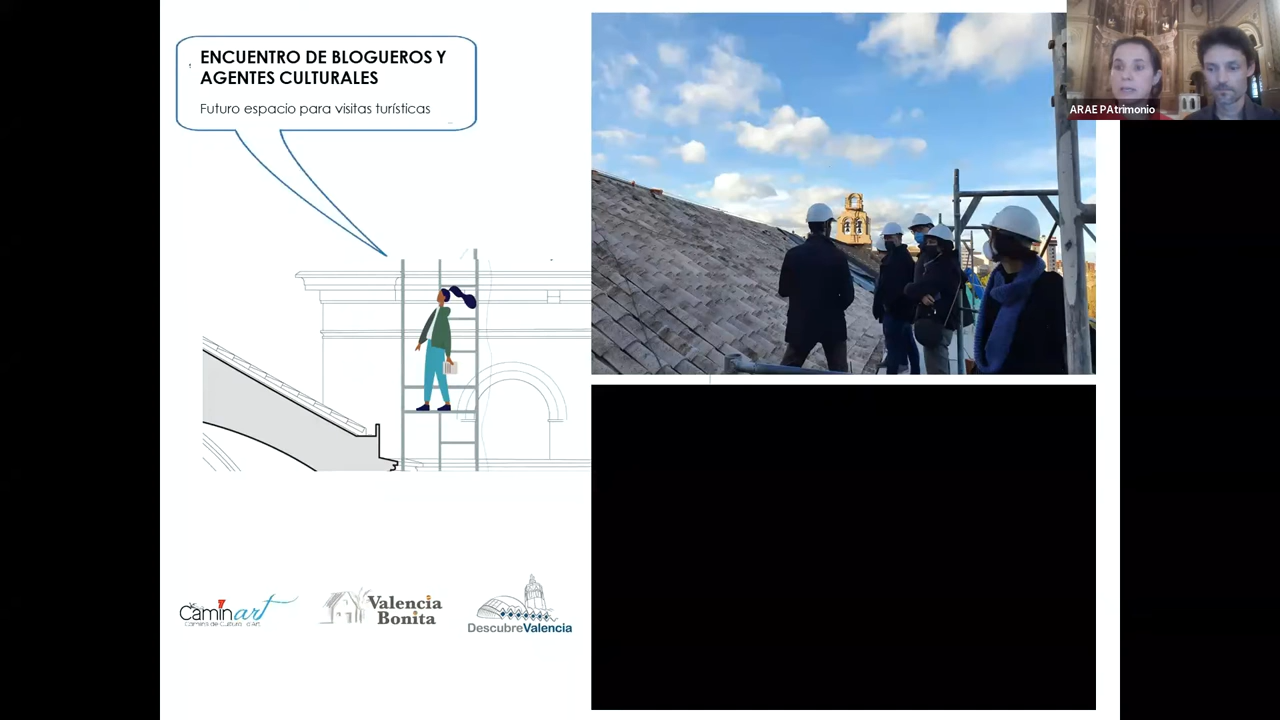 ENCUENTRO DE BLOGUEROS Y
AGENTES CULTURALES
Futuro espacio para visitas turísticas
ARAE PAtrimonio
Caminart
Valencia
Bonita
DescubreValencia